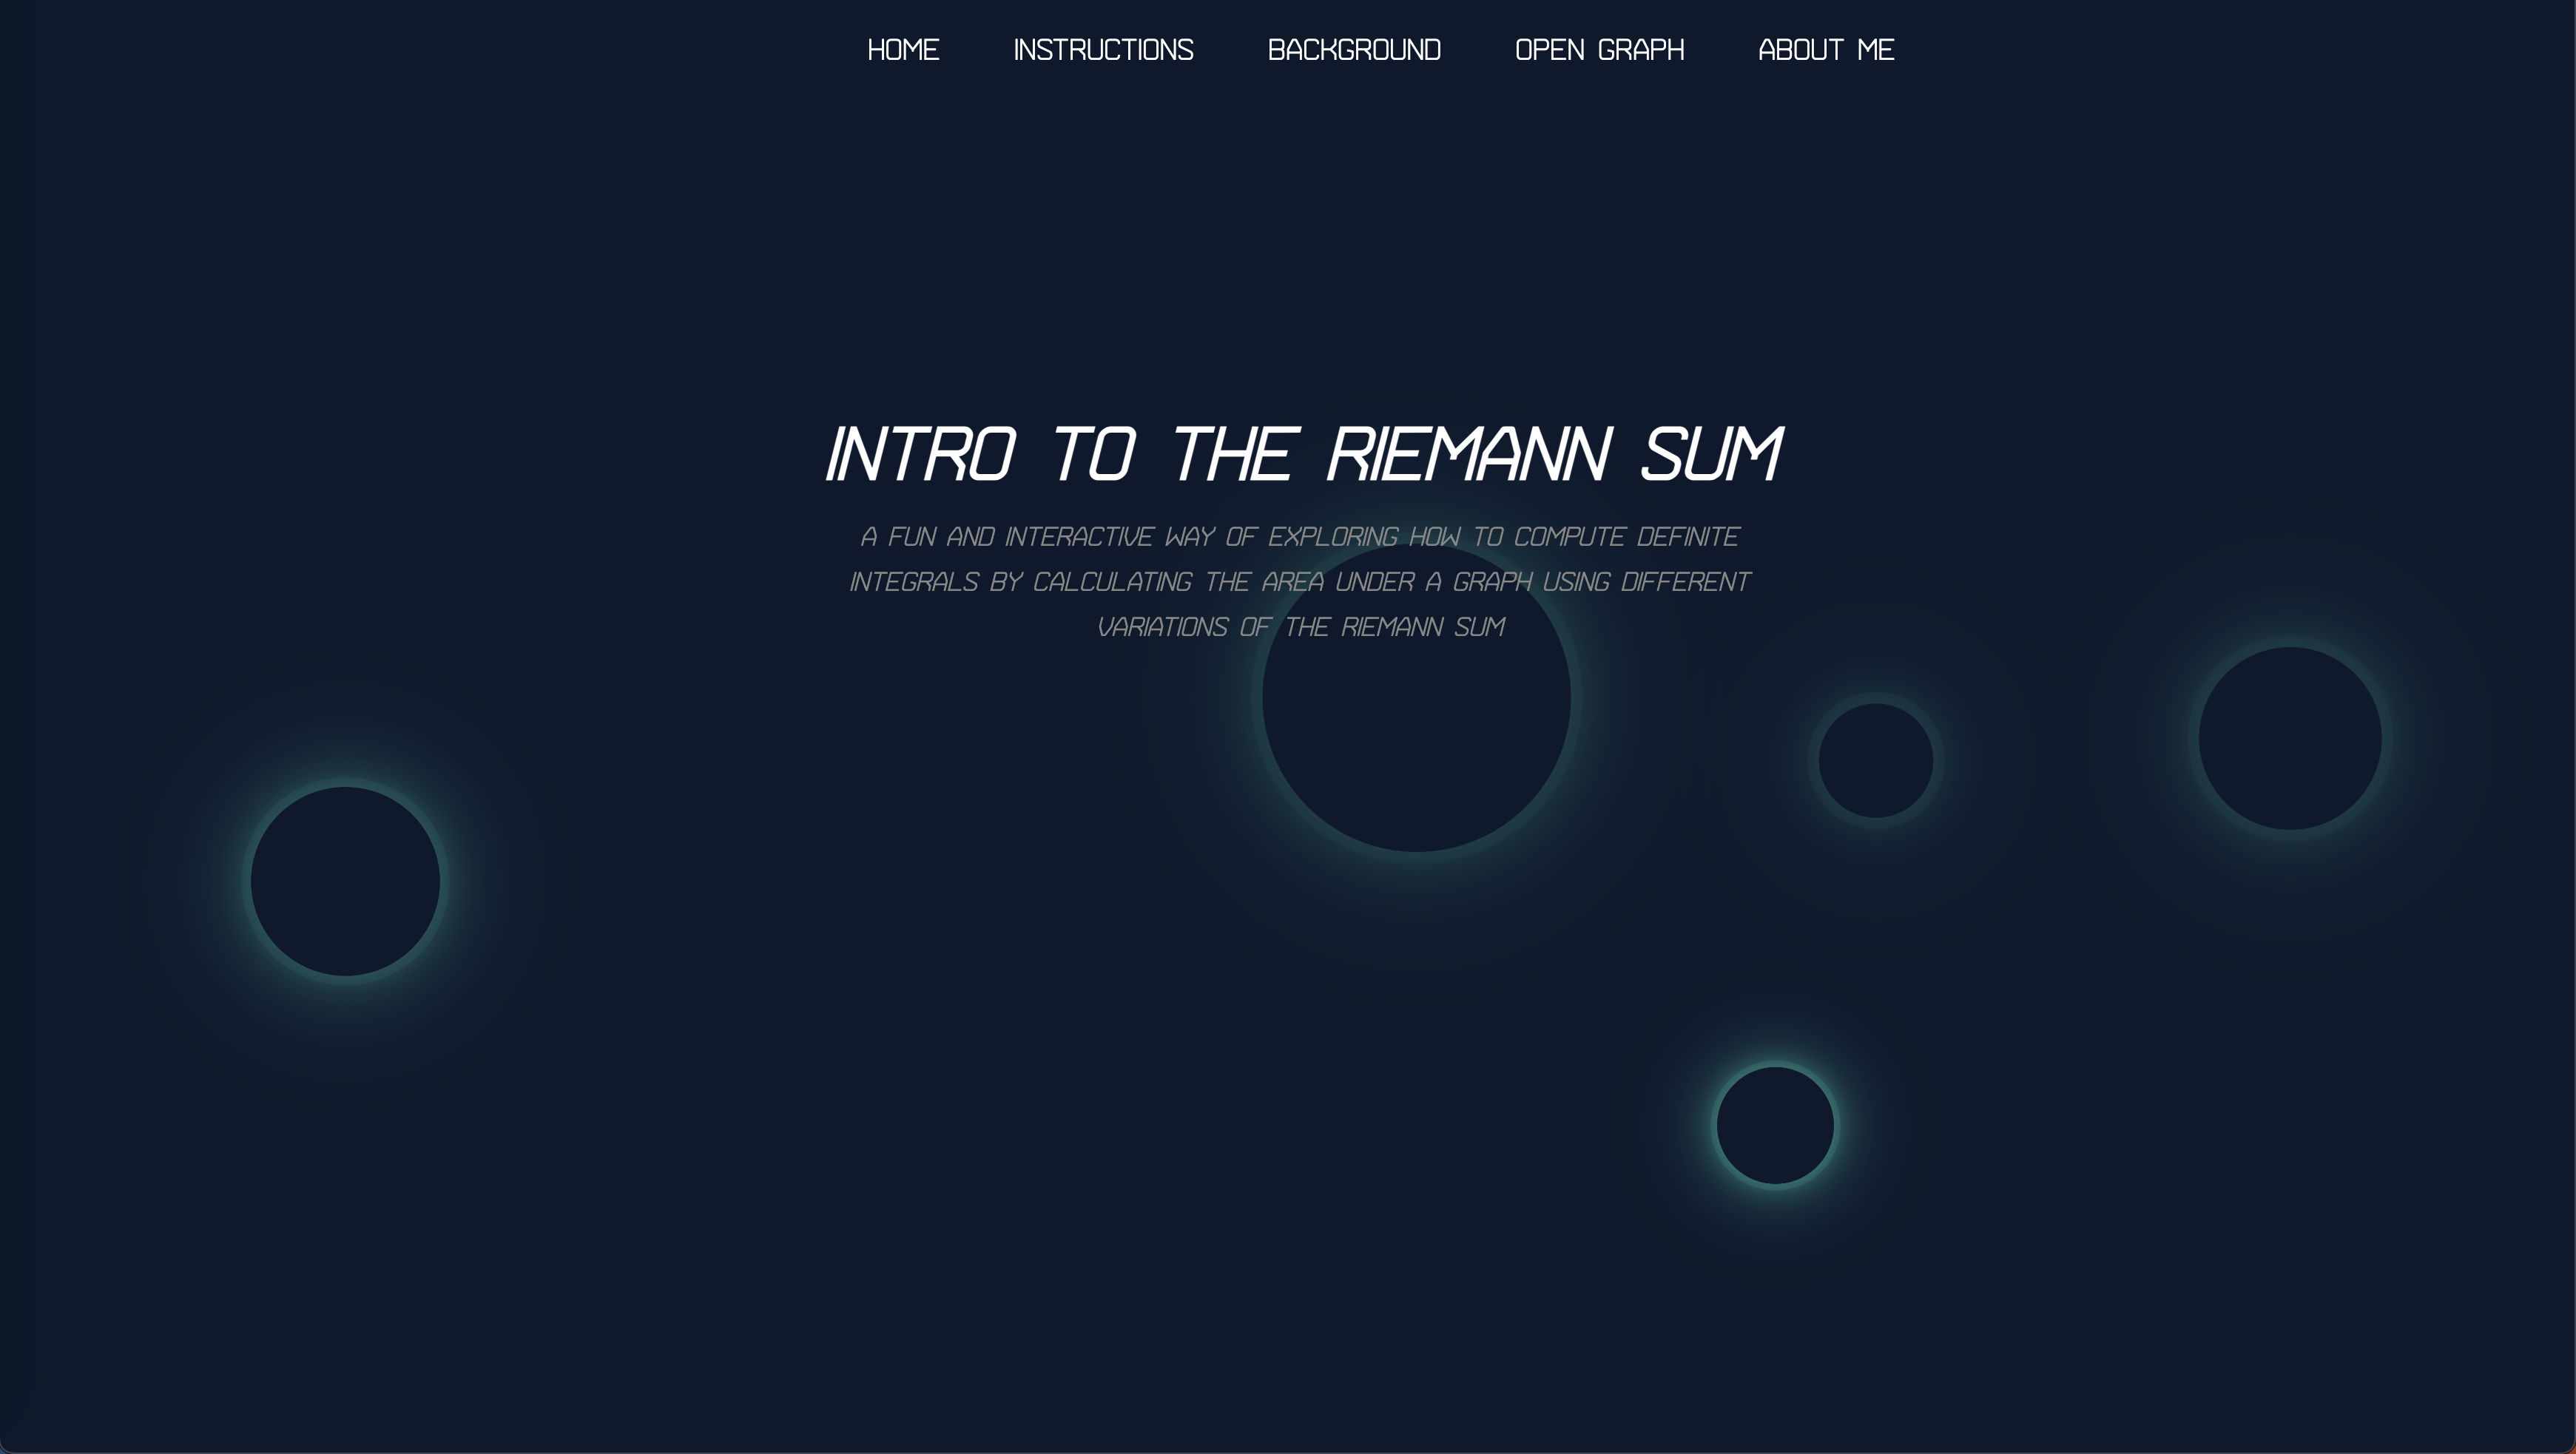 HOME INSTRUCTIONS BACKGROUND OPEN GRAPH ABOUT ME
INTRO TO THE RIEMANN SUM
A FUN AND INTERACTIVE WAY OF EXPLORING HOW TO COMPUTE DEFINITE
INTEGRALS BY CALCULATING THE AREA UNDER A GRAPH USING DIFFERENT
VARIATIONS OF THE RIEMANN SUM